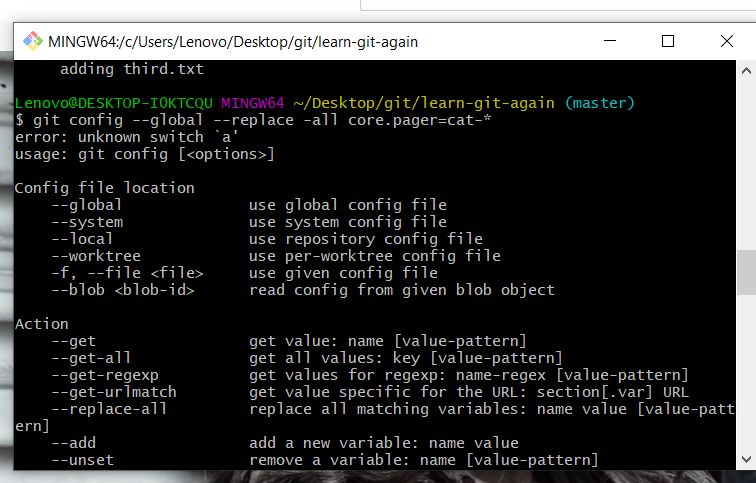 MINGW64:/c/Users/Lenovo/Desktop/git/learn-git-again
adding third.txt
Lenovo@DESKTOP-I0KTCQU MINGW64 ~/Desktop/git/learn-git-again (master)
$ git config --global --replace -all core.pager=cat-*
error: unknown switch `a'
usage: git config [<options>]
Config file location
--global use global config file
--system use system config file
--local use repository config file
--worktree use per-worktree config file
-f, --file <file> use given config file
--blob <blob-id> read config from given blob object
Action
--get get value: name [value-pattern]
--get-all get all values: key [value-pattern]
--get-regexp get values for regexp: name-regex [value-pattern]
--get-urlmatch get value specific for the URL: section[.var] URL
--replace-all replace all matching variables: name value [value-patt
ern]
--add add a new variable: name value
--unset remove a variable: name [value-pattern]